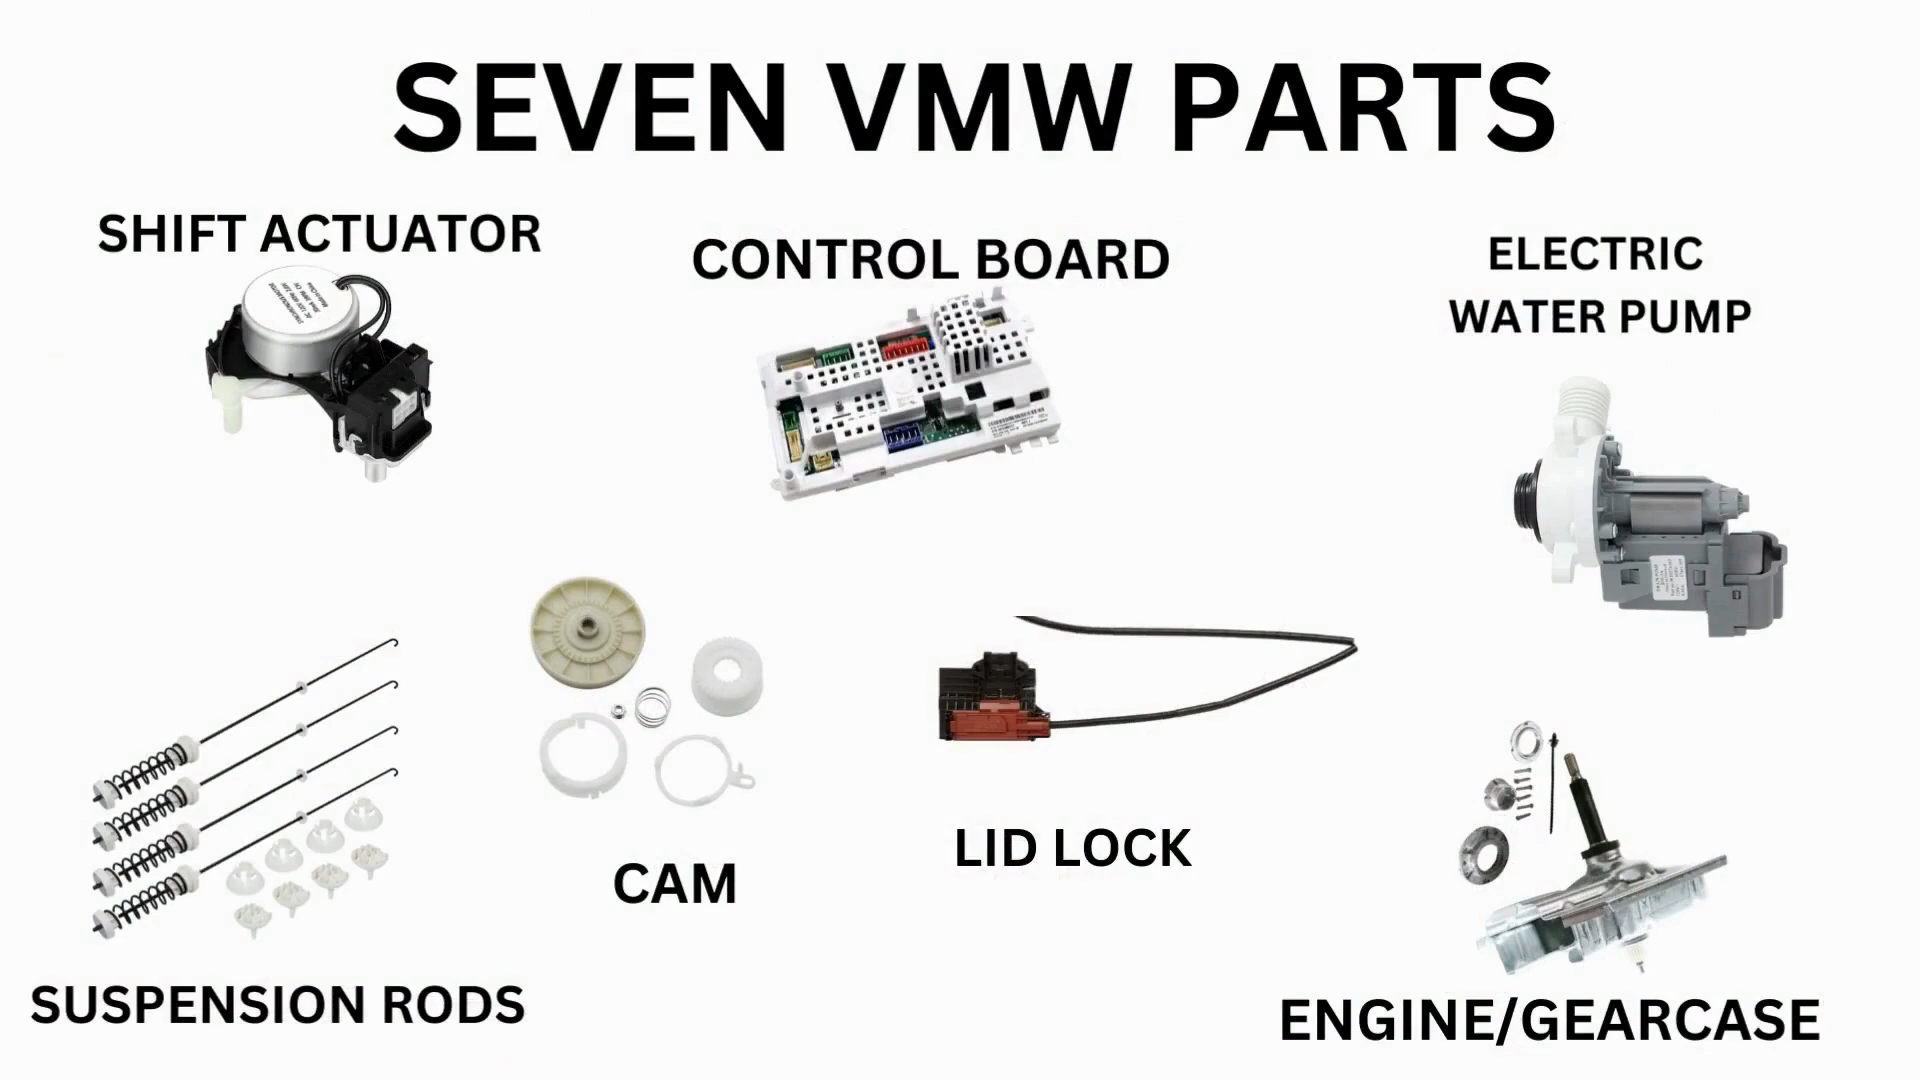 SEVEN VMW PARTS
SHIFT ACTUATOR
CONTROL BOARD
ELECTRIC
WATER PUMP
CAM
LID LOCK
SUSPENSION RODS
ENGINE/GEARCASE